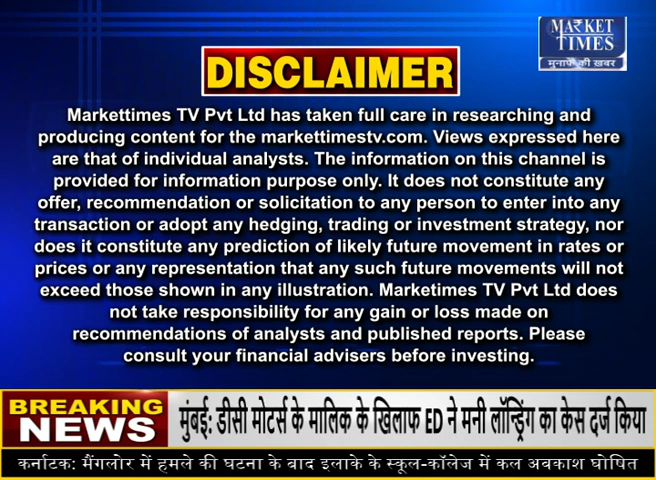 MARKET
TIMES
मुनाफे की ख़बर
DISCLAIMER
Markettimes TV Pvt Ltd has taken full care in researching and
producing content for the markettimestv.com. Views expressed here
are that of individual analysts. The information on this channel is
provided for information purpose only. It does not constitute any
offer, recommendation or solicitation to any person to enter into any
transaction or adopt any hedging, trading or investment strategy, nor
does it constitute any prediction of likely future movement in rates or
prices or any representation that any such future movements will not
exceed those shown in any illustration. Marketimes TV Pvt Ltd does
not take responsibility for any gain or loss made on
recommendations of analysts and published reports. Please
consult your financial advisers before investing.
BREAKING
NEWS
मुंबई: डीसी मोटर्स के मालिक के खिलाफ ED ने मनी लॉन्ड्रिंग का केस दर्ज किया
कर्नाटक: मैंगलोर में हमले की घटना के बाद इलाके के स्कूल-कॉलेज में कल अवकाश घोषित